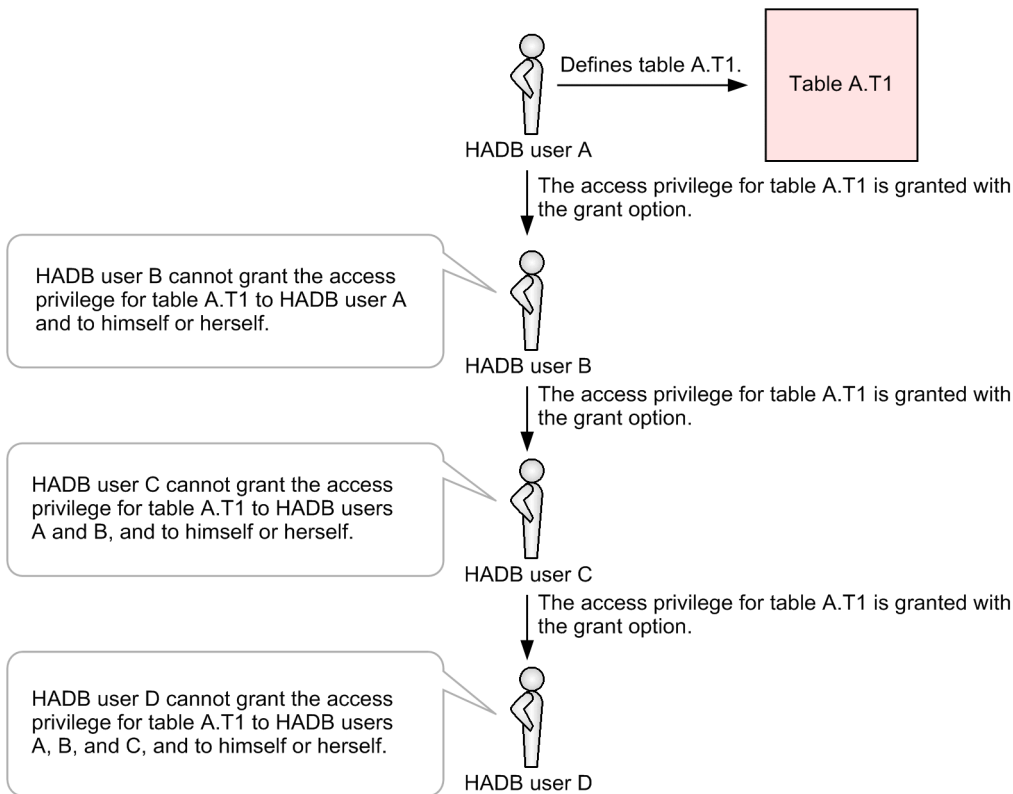 Defines table A.T1.
Table A.T1
HADB user A
The access privilege for table A.T1 is granted with
the grant option.
HADB user B cannot grant the access
privilege for table A.T1 to HADB user A
and to himself or herself.
HADB user B
The access privilege for table A.T1 is granted with
the grant option.
HADB user C cannot grant the access
privilege for table A.T1 to HADB users
A and B, and to himself or herself.
HADB user C
The access privilege for table A.T1 is granted with
the grant option.
HADB user D cannot grant the access
privilege for table A.T1 to HADB users
A, B, and C, and to himself or herself.
HADB user D